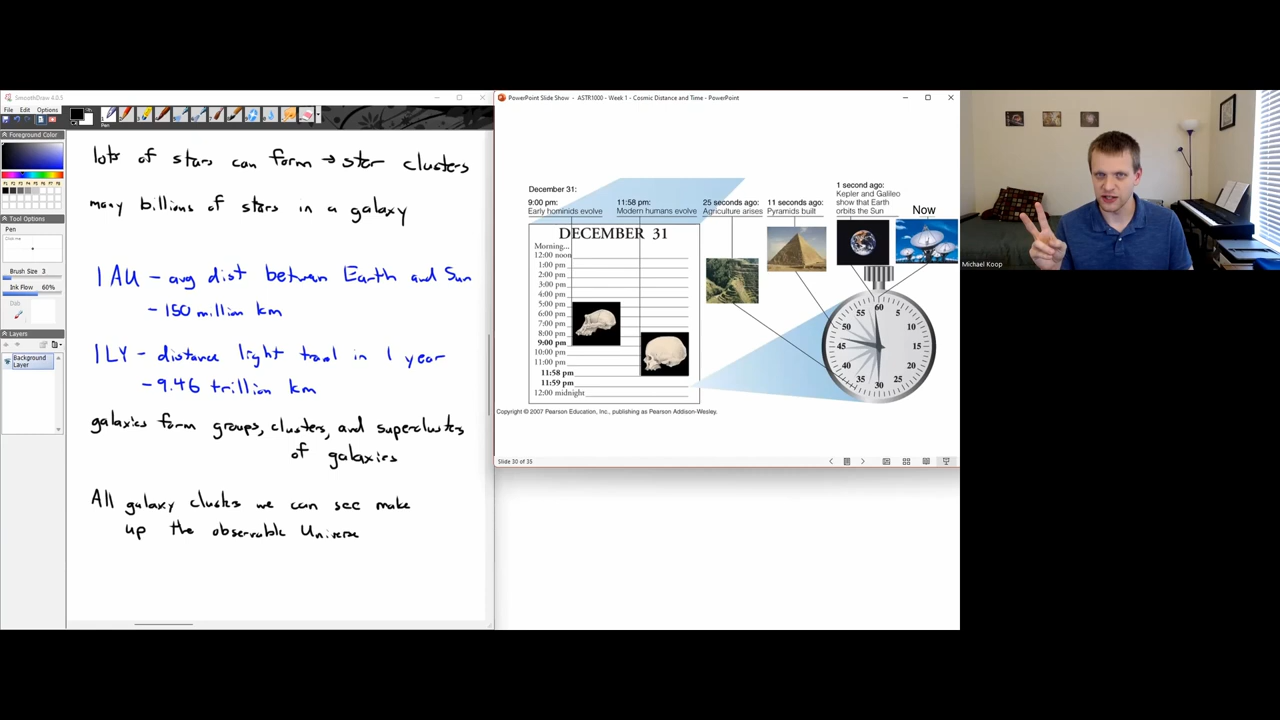 SmoothDraw 4.0.5
File Edit Options
Foreground Color
Tool Options
Pen
Brush Size 3
Ink Flow 60%
Dab
Layers
Background
Layer
Pen
lots of stars can form → star clusters
many billions of stars in a galaxy
1 AU - avg dist between Earth and Sun
- 150 million km
1 LY - distance light travel in 1 year
- 9.46 trillion km
galaxies form groups, clusters, and superclusters
of galaxies
All galaxy clusters we can see make
up the observable Universe
PowerPoint Slide Show - ASTR1000 - Week 1 - Cosmic Distance and Time - PowerPoint
December 31:
9:00 pm:
Early hominids evolve
11:58 pm:
Modern humans evolve
25 seconds ago:
Agriculture arises
11 seconds ago:
Pyramids built
1 second ago:
Kepler and Galileo
show that Earth
orbits the Sun
Now
DECEMBER 31
Morning...
12:00 noon
1:00 pm
2:00 pm
3:00 pm
4:00 pm
5:00 pm
6:00 pm
7:00 pm
8:00 pm
9:00 pm
10:00 pm
11:00 pm
11:58 pm
11:59 pm
12:00 midnight
60
55 5
50 10
45 15
40 20
35 25
30
Copyright © 2007 Pearson Education, Inc., publishing as Pearson Addison-Wesley.
Slide 30 of 35
Michael Koop